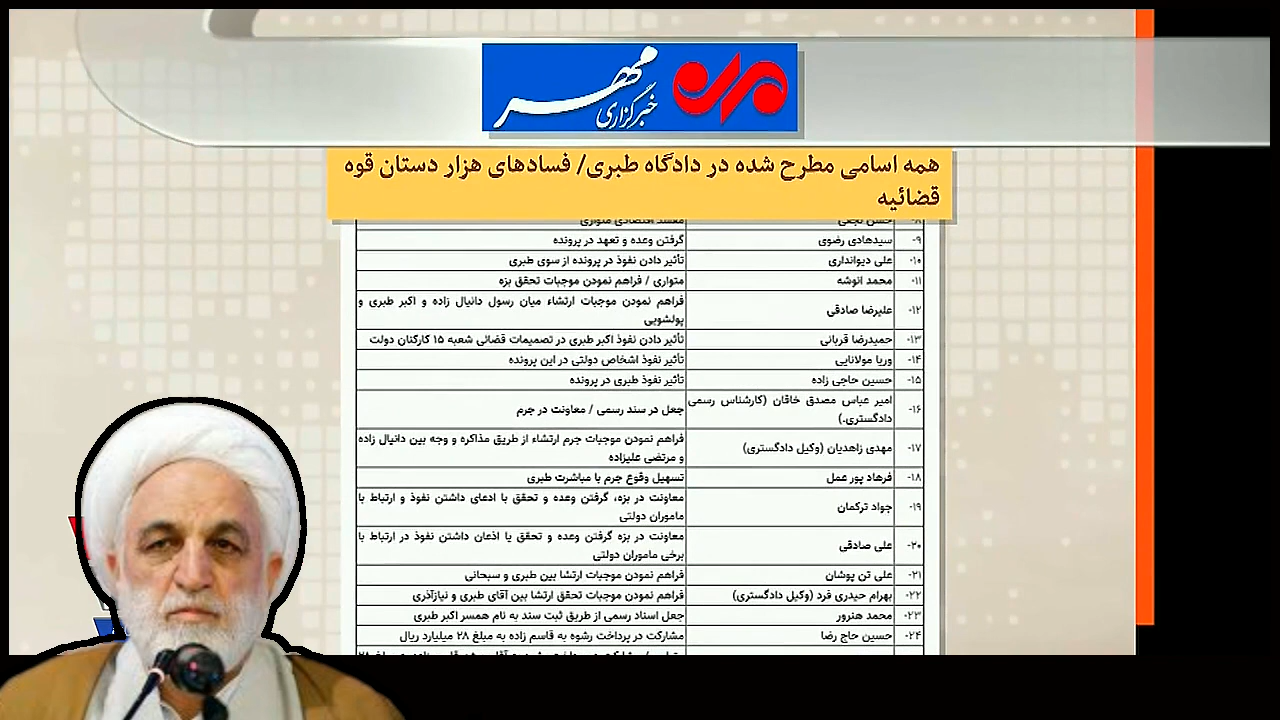 مهر
خبرگزاری
همه اسامی مطرح شده در دادگاه طبری/ فسادهای هزار دستان قوه
قضائیه
۸- حسن نجفی مفسد اقتصادی متواری
۹- سیدهادی رضوی گرفتن وعده و تعهد در پرونده
۱۰- علی دیوانداری تأثیر دادن نفوذ در پرونده از سوی طبری
۱۱- محمد انوشه متواری / فراهم نمودن موجبات تحقق بزه
۱۲- علیرضا صادقی فراهم نمودن موجبات ارتشاء میان رسول دانیال زاده و اکبر طبری و
پولشویی
۱۳- حمیدرضا قربانی تأثیر دادن نفوذ اکبر طبری در تصمیمات قضائی شعبه ۱۵ کارکنان دولت
۱۴- وریا مولانایی تأثیر نفوذ اشخاص دولتی در این پرونده
۱۵- حسین حاجی زاده تأثیر نفوذ طبری در پرونده
۱۶- امیر عباس مصدق خاقان (کارشناس رسمی
دادگستری.) جعل در سند رسمی / معاونت در جرم
۱۷- مهدی زاهدیان (وکیل دادگستری) فراهم نمودن موجبات جرم ارتشاء از طریق مذاکره و وجه بین دانیال زاده
و مرتضی علیزاده
۱۸- فرهاد پور عمل تسهیل وقوع جرم با مباشرت طبری
۱۹- جواد ترکمان معاونت در بزه، گرفتن وعده و تحقق با ادعای داشتن نفوذ و ارتباط با
ماموران دولتی
۲۰- علی صادقی معاونت در بزه گرفتن وعده و تحقیق با اذعان داشتن نفوذ در ارتباط با
برخی ماموران دولتی
۲۱- علی تن پوشان فراهم نمودن موجبات ارتشا بین طبری و سبحانی
۲۲- بهرام حیدری فرد (وکیل دادگستری) فراهم نمودن موجبات تحقق ارتشا بین آقای طبری و نیازآذری
۲۳- محمد هنرور جعل اسناد رسمی از طریق ثبت سند به نام همسر اکبر طبری
۲۴- حسین حاج رضا مشارکت در پرداخت رشوه به قاسم زاده به مبلغ ۲۸ میلیارد ریال